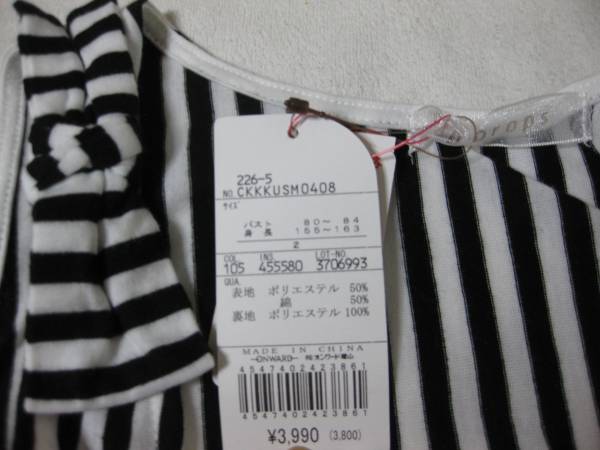 props
226-5
NO. CKKKUSM0408
サイズ
バスト 80～ 84
身長 155～163
2
COL. INS. LOT-NO.
105 455580 3706993
QUA.
表地 ポリエステル 50%
綿 50%
裏地 ポリエステル 100%
MADE IN CHINA
ONWARD ㈱オンワード樫山
4547402423861
4547402423861
¥3,990 (3,800)